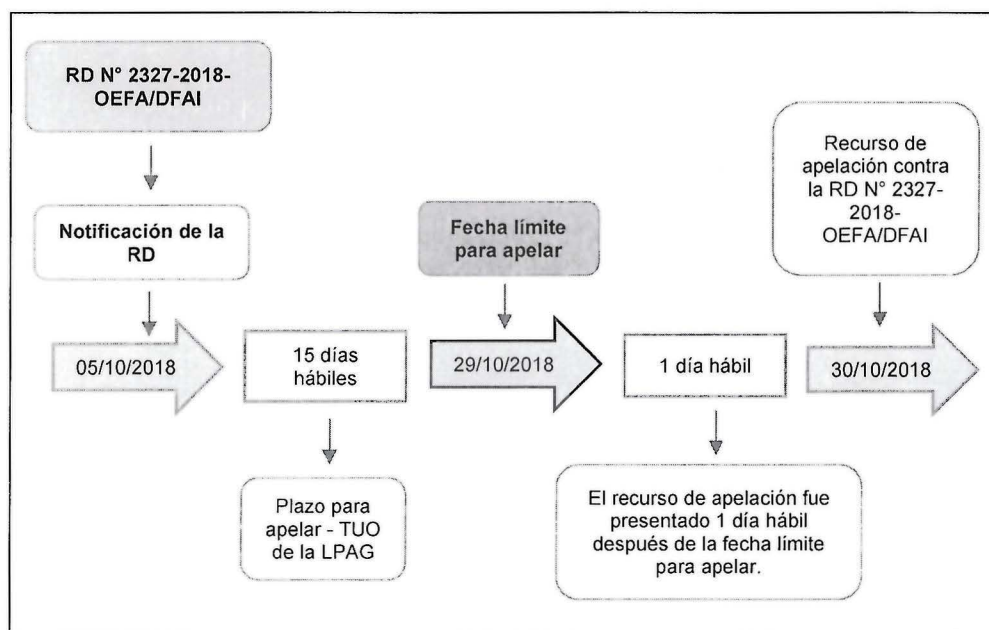 RD N° 2327-2018-
OEFA/DFAI
Notificación de la
RD
05/10/2018
15 días
hábiles
Plazo para
apelar - TUO
de la LPAG
Fecha límite
para apelar
29/10/2018
1 día hábil
El recurso de apelación fue
presentado 1 día hábil
después de la fecha límite
para apelar.
Recurso de
apelación contra
la RD N° 2327-
2018-
OEFA/DFAI
30/10/2018